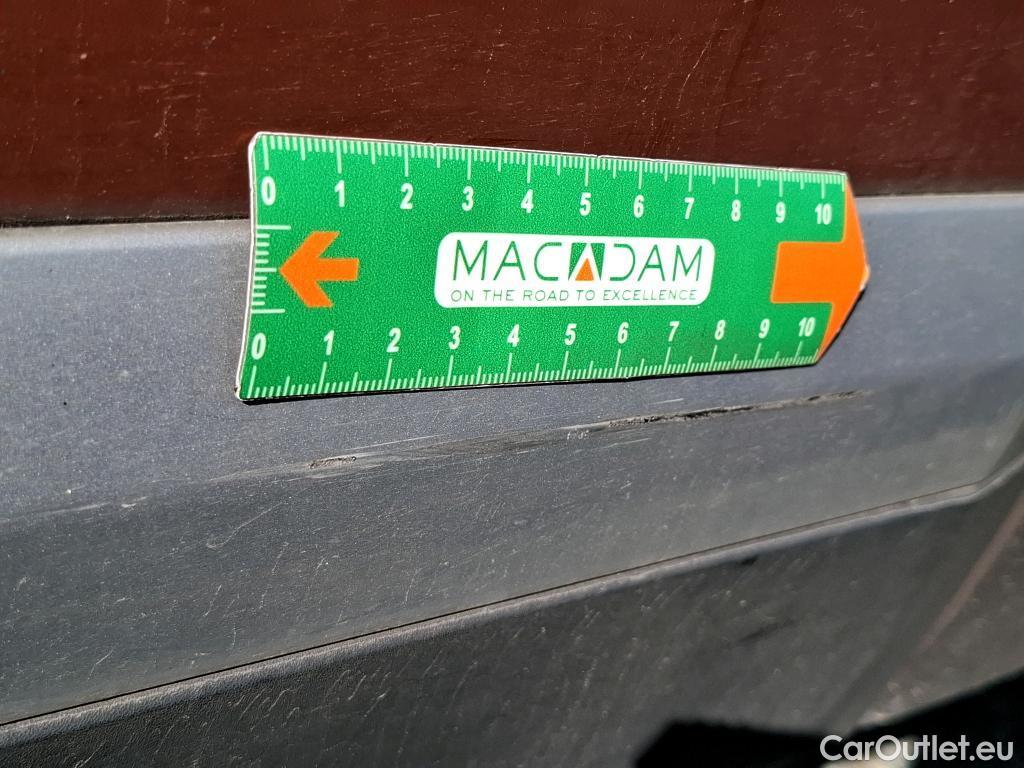 0 1 2 3 4 5 6 7 8 9 10
MACADAM
ON THE ROAD TO EXCELLENCE
0 1 2 3 4 5 6 7 8 9 10
CarOutlet.eu